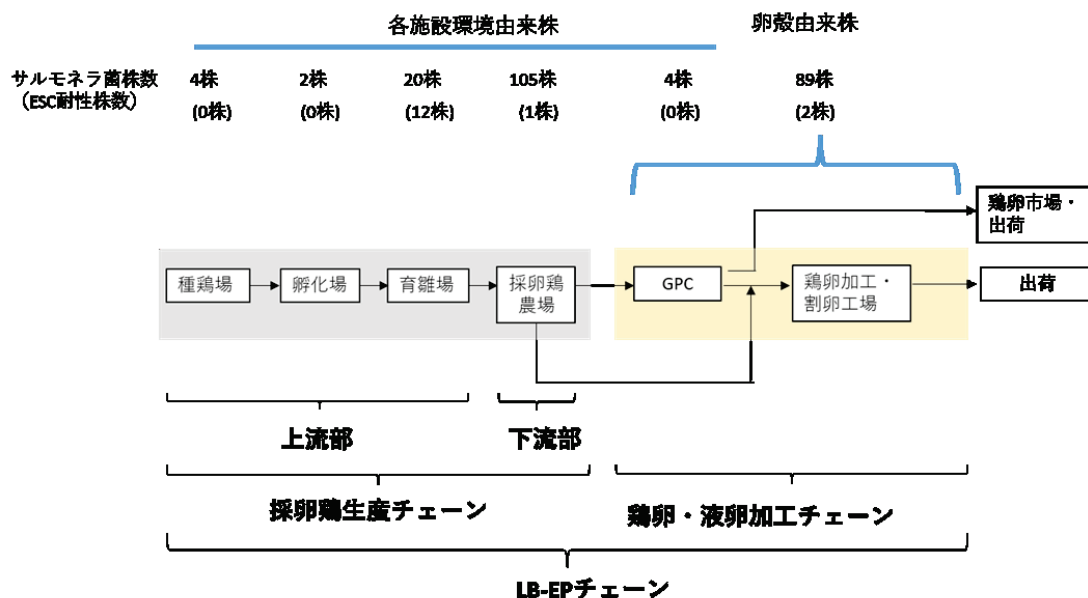 各施設環境由来株
卵殻由来株
サルモネラ菌株数
4株
2株
20株
105株
4株
89株
（ESC耐性株数）
(0株)
(0株)
(12株)
(1株)
(0株)
(2株)
鶏卵市場・
出荷
種鶏場
孵化場
育雛場
採卵鶏
農場
GPC
鶏卵加工・
割卵工場
出荷
上流部
下流部
採卵鶏生産チェーン
鶏卵・液卵加工チェーン
LB-EPチェーン